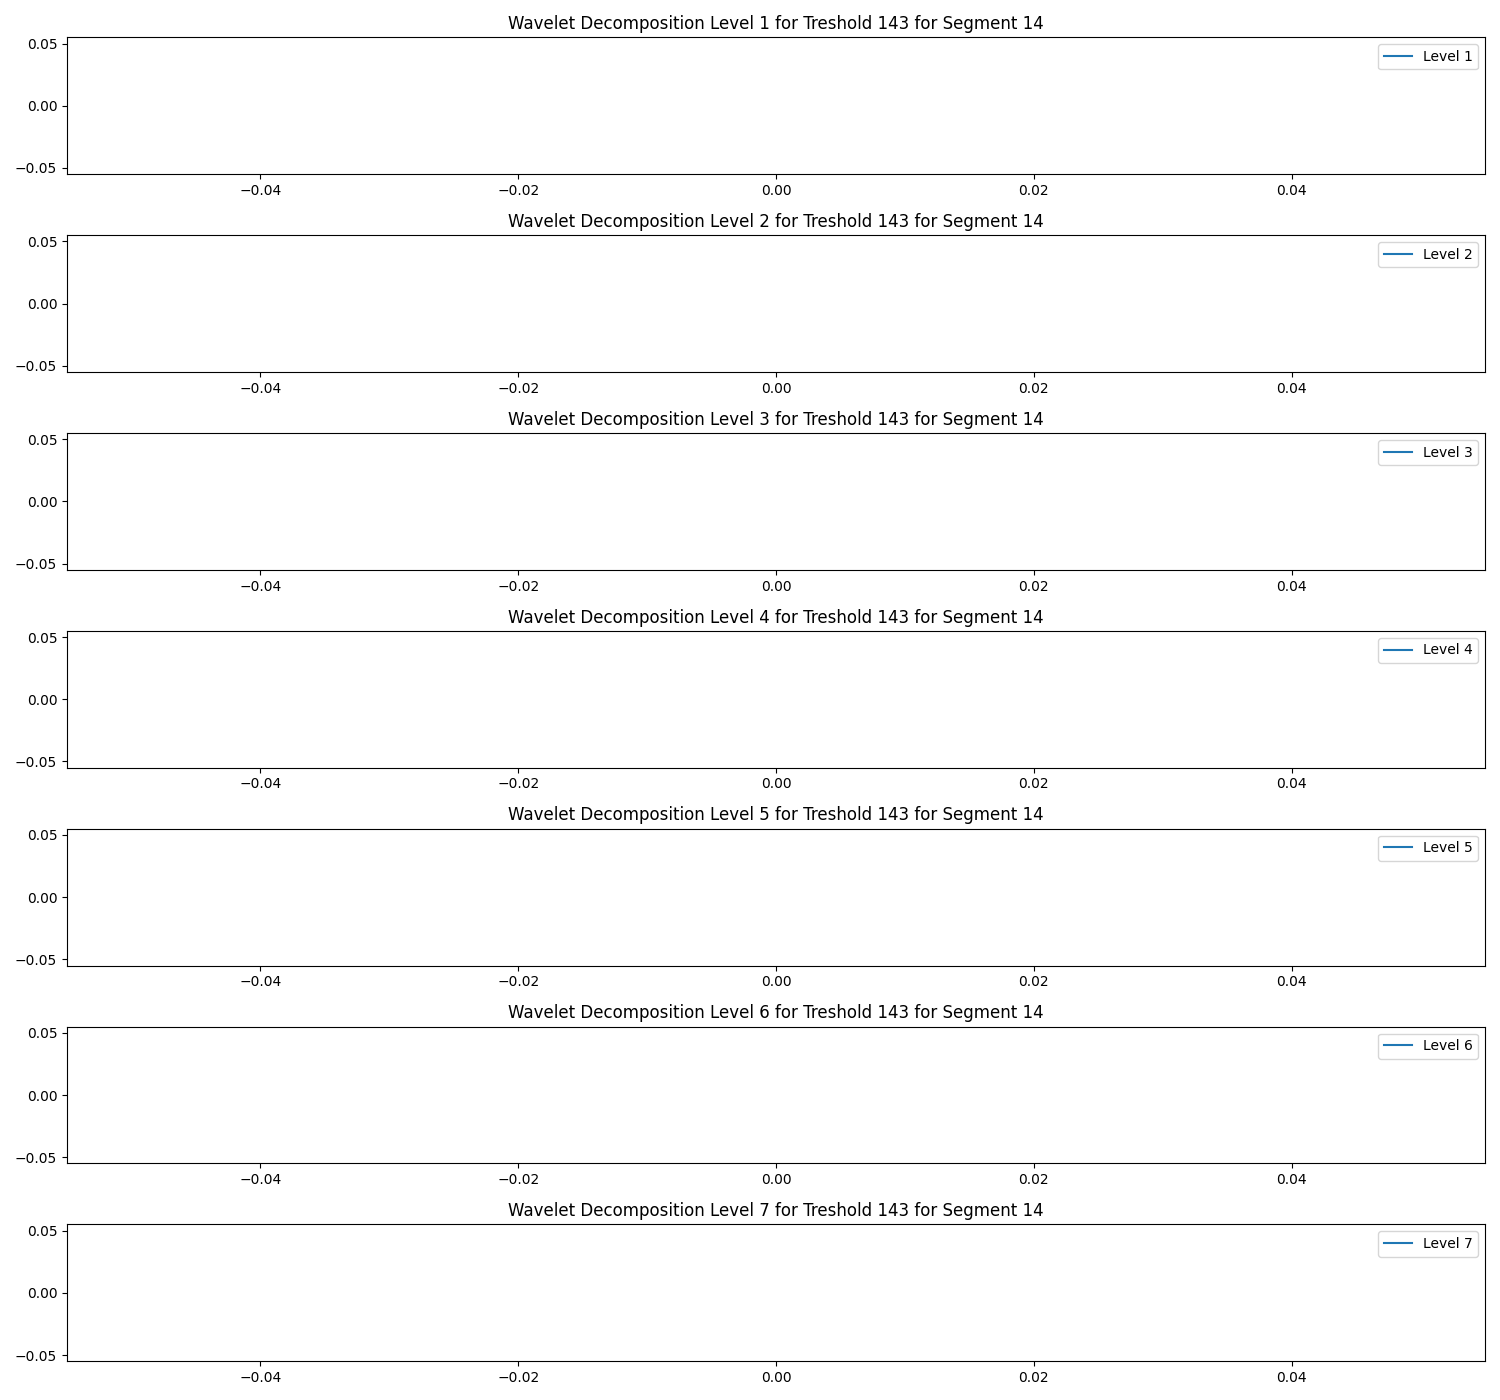 Wavelet Decomposition Level 1 for Treshold 143 for Segment 14
0.05
Level 1
0.00
−0.05
−0.04 −0.02 0.00 0.02 0.04
Wavelet Decomposition Level 2 for Treshold 143 for Segment 14
0.05
Level 2
0.00
−0.05
−0.04 −0.02 0.00 0.02 0.04
Wavelet Decomposition Level 3 for Treshold 143 for Segment 14
0.05
Level 3
0.00
−0.05
−0.04 −0.02 0.00 0.02 0.04
Wavelet Decomposition Level 4 for Treshold 143 for Segment 14
0.05
Level 4
0.00
−0.05
−0.04 −0.02 0.00 0.02 0.04
Wavelet Decomposition Level 5 for Treshold 143 for Segment 14
0.05
Level 5
0.00
−0.05
−0.04 −0.02 0.00 0.02 0.04
Wavelet Decomposition Level 6 for Treshold 143 for Segment 14
0.05
Level 6
0.00
−0.05
−0.04 −0.02 0.00 0.02 0.04
Wavelet Decomposition Level 7 for Treshold 143 for Segment 14
0.05
Level 7
0.00
−0.05
−0.04 −0.02 0.00 0.02 0.04